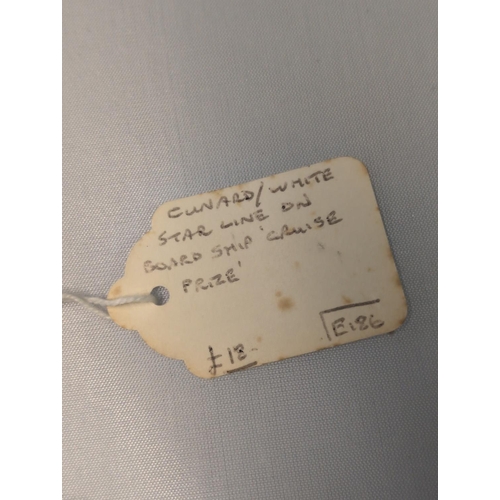 CUNARD/WHITE
STAR LINE ON
BOARD SHIP 'CRUISE
PRIZE'
£18-
E186